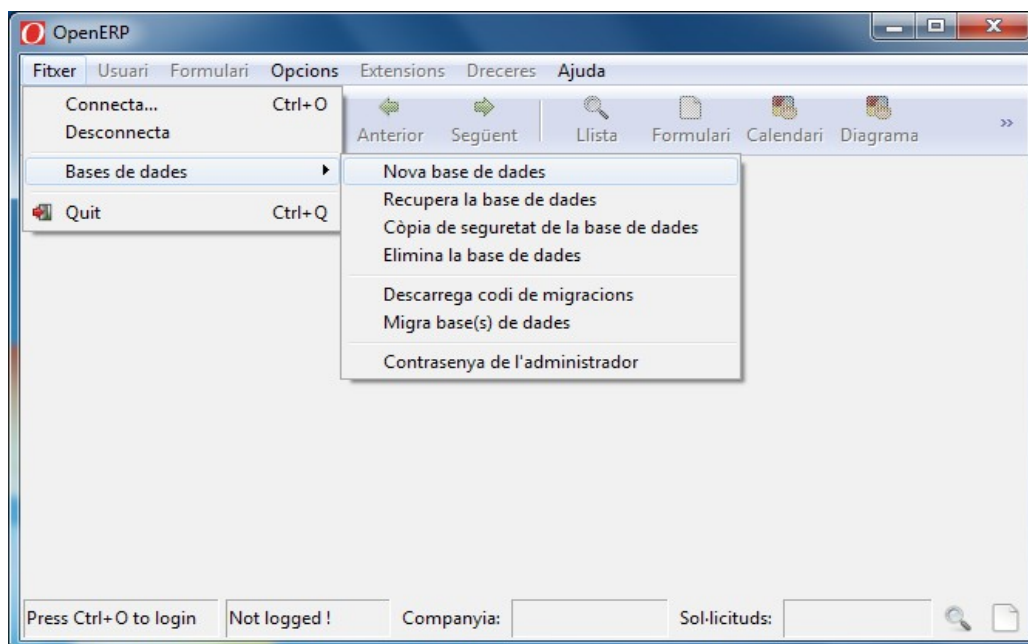 OpenERP
Fitxer Usuari Formulari Opcions Extensions Dreceres Ajuda
Connecta... Ctrl+O
Desconnecta
Anterior Següent Llista Formulari Calendari Diagrama »
Bases de dades
Nova base de dades
Recupera la base de dades
Quit Ctrl+Q
Còpia de seguretat de la base de dades
Elimina la base de dades
Descarrega codi de migracions
Migra base(s) de dades
Contrasenya de l'administrador
Press Ctrl+O to login Not logged ! Companyia: Sol·licituds: